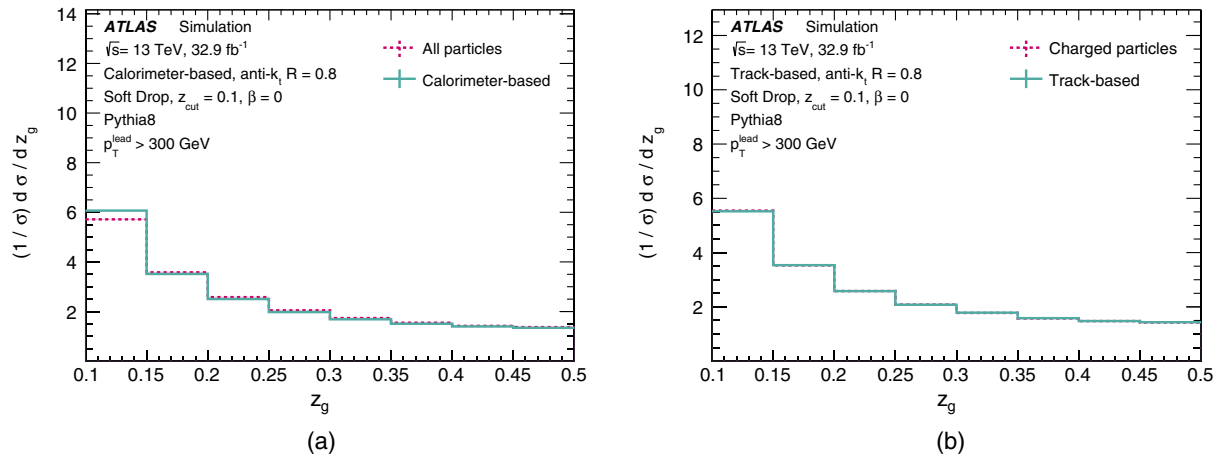 ATLAS Simulation
√s= 13 TeV, 32.9 fb-1
Calorimeter-based, anti-kt R = 0.8
Soft Drop, zcut = 0.1, β = 0
Pythia8
pTlead > 300 GeV
All particles
Calorimeter-based
(1 / σ) d σ / d zg
14
12
10
8
6
4
2
0.1 0.15 0.2 0.25 0.3 0.35 0.4 0.45 0.5
zg
(a)
ATLAS Simulation
√s= 13 TeV, 32.9 fb-1
Track-based, anti-kt R = 0.8
Soft Drop, zcut = 0.1, β = 0
Pythia8
pTlead > 300 GeV
Charged particles
Track-based
(1 / σ) d σ / d zg
12
10
8
6
4
2
0.1 0.15 0.2 0.25 0.3 0.35 0.4 0.45 0.5
zg
(b)